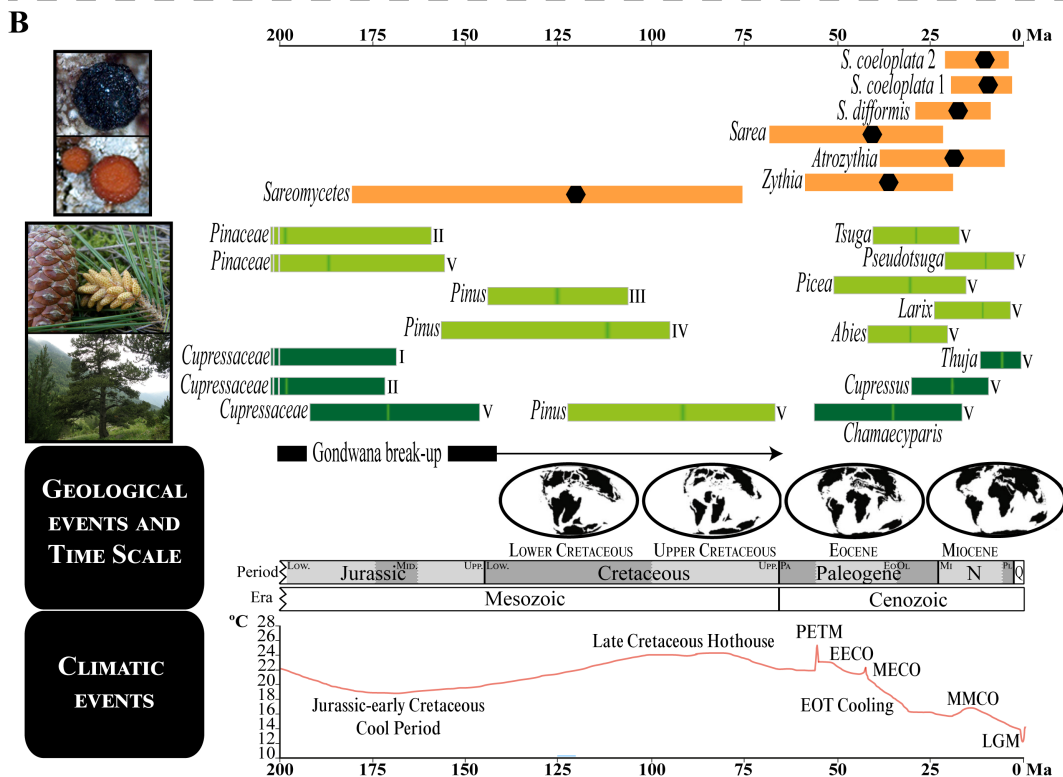 B
200 175 150 125 100 75 50 25 0 Ma
S. coeloplata 2
S. coeloplata 1
S. difformis
Sarea
Atrozythia
Zythia
Sareomycetes
Pinaceae II
Tsuga V
Pinaceae V
Pseudotsuga V
Picea V
Pinus III
Larix V
Pinus IV
Abies V
Cupressaceae I
Thuja V
Cupressaceae II
Cupressus V
Cupressaceae V
Pinus V
V
Chamaecyparis
Gondwana break-up
GEOLOGICAL
EVENTS AND
TIME SCALE
LOWER CRETACEOUS UPPER CRETACEOUS EOCENE MIOCENE
Period LOW. Jurassic MID. UPP. LOW. Cretaceous UPP. PA Paleogene EO OL MI N PL Q
Era Mesozoic Cenozoic
CLIMATIC
EVENTS
ºC
28
26
24
22
20
18
16
14
12
10
PETM
Late Cretaceous Hothouse
EECO
MECO
Jurassic-early Cretaceous
Cool Period
EOT Cooling
MMCO
LGM
200 175 150 125 100 75 50 25 0 Ma